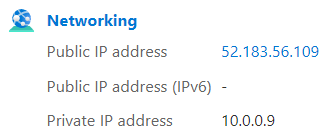 Networking
Public IP address 52.183.56.109
Public IP address (IPv6) -
Private IP address 10.0.0.9